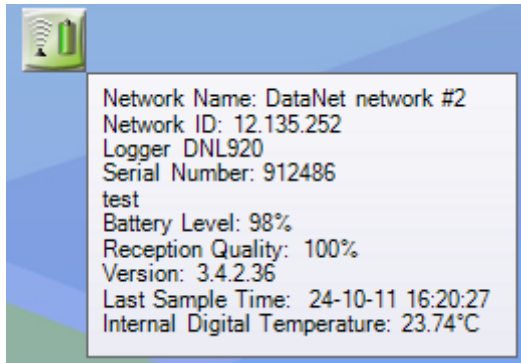 Network Name: DataNet network #2
Network ID: 12.135.252
Logger DNL920
Serial Number: 912486
test
Battery Level: 98%
Reception Quality: 100%
Version: 3.4.2.36
Last Sample Time: 24-10-11 16:20:27
Internal Digital Temperature: 23.74°C